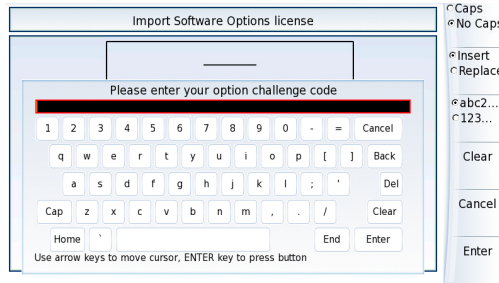 Import Software Options license
Please enter your option challenge code
1 2 3 4 5 6 7 8 9 0 - = Cancel
q w e r t y u i o p [ ] Back
a s d f g h j k l ; ' Del
Cap z x c v b n m , . / Clear
Home ` End Enter
Use arrow keys to move cursor, ENTER key to press button
Caps
No Caps
Insert
Replace
abc2...
123...
Clear
Cancel
Enter